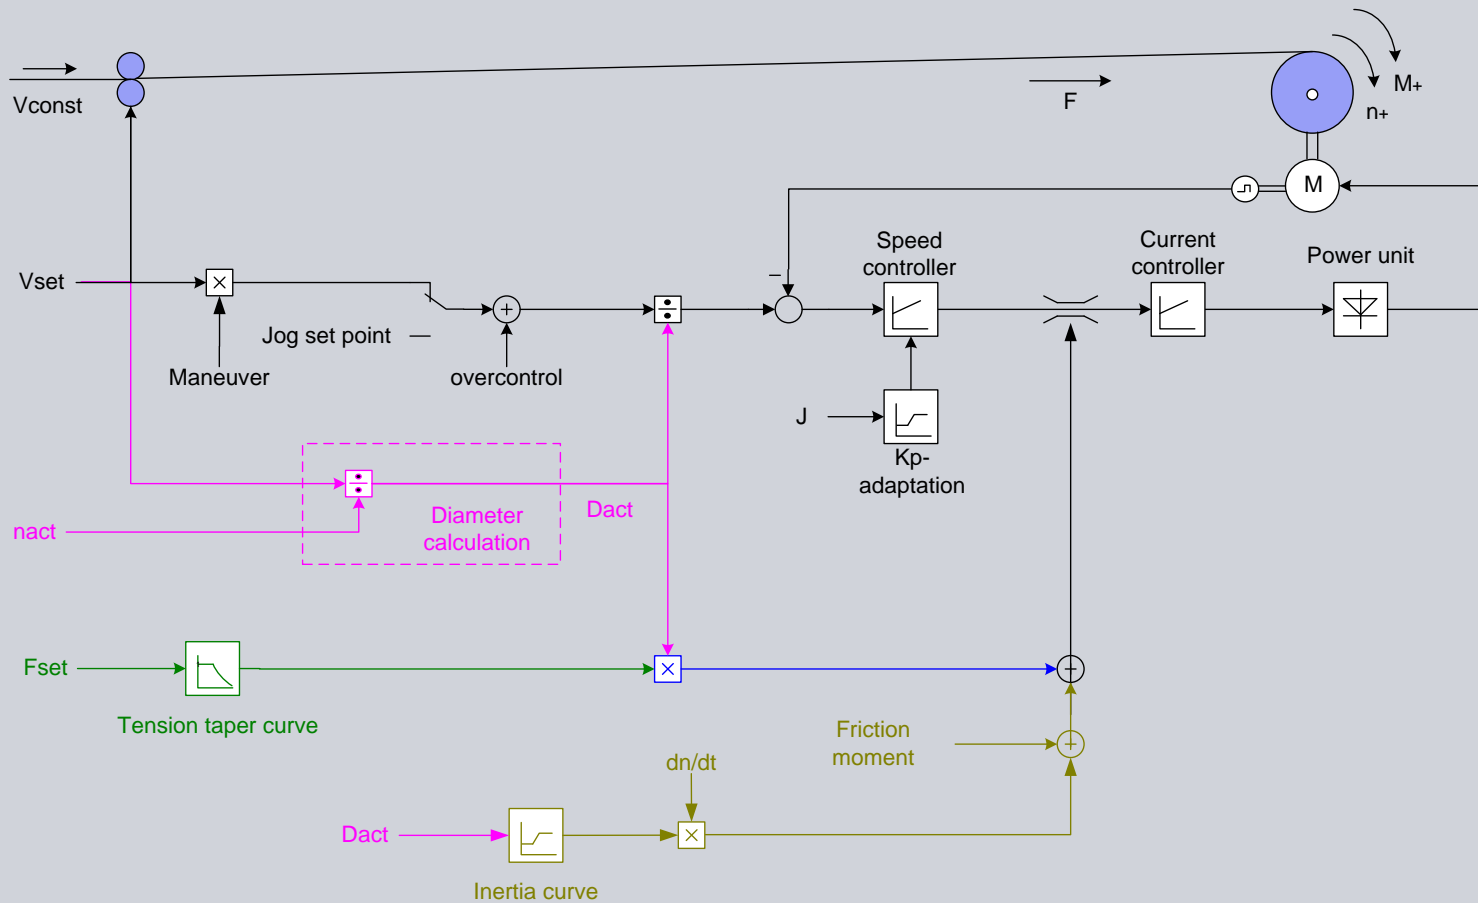 Vconst
F
M+
n+
M
Speed
controller
Current
controller
Power unit
Vset
Jog set point
Maneuver
overcontrol
J
Kp-
adaptation
Dact
Diameter
calculation
nact
Fset
Tension taper curve
Friction
moment
dn/dt
Dact
Inertia curve